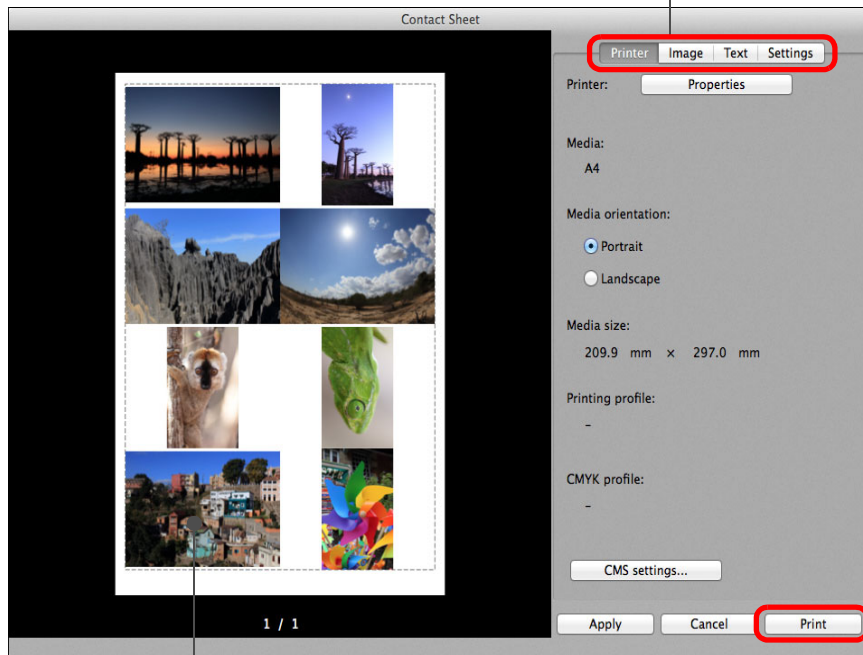 Contact Sheet
Printer Image Text Settings
Printer: Properties
Media:
A4
Media orientation:
Portrait
Landscape
Media size:
209.9 mm × 297.0 mm
Printing profile:
–
CMYK profile:
–
CMS settings...
1 / 1
Apply Cancel Print